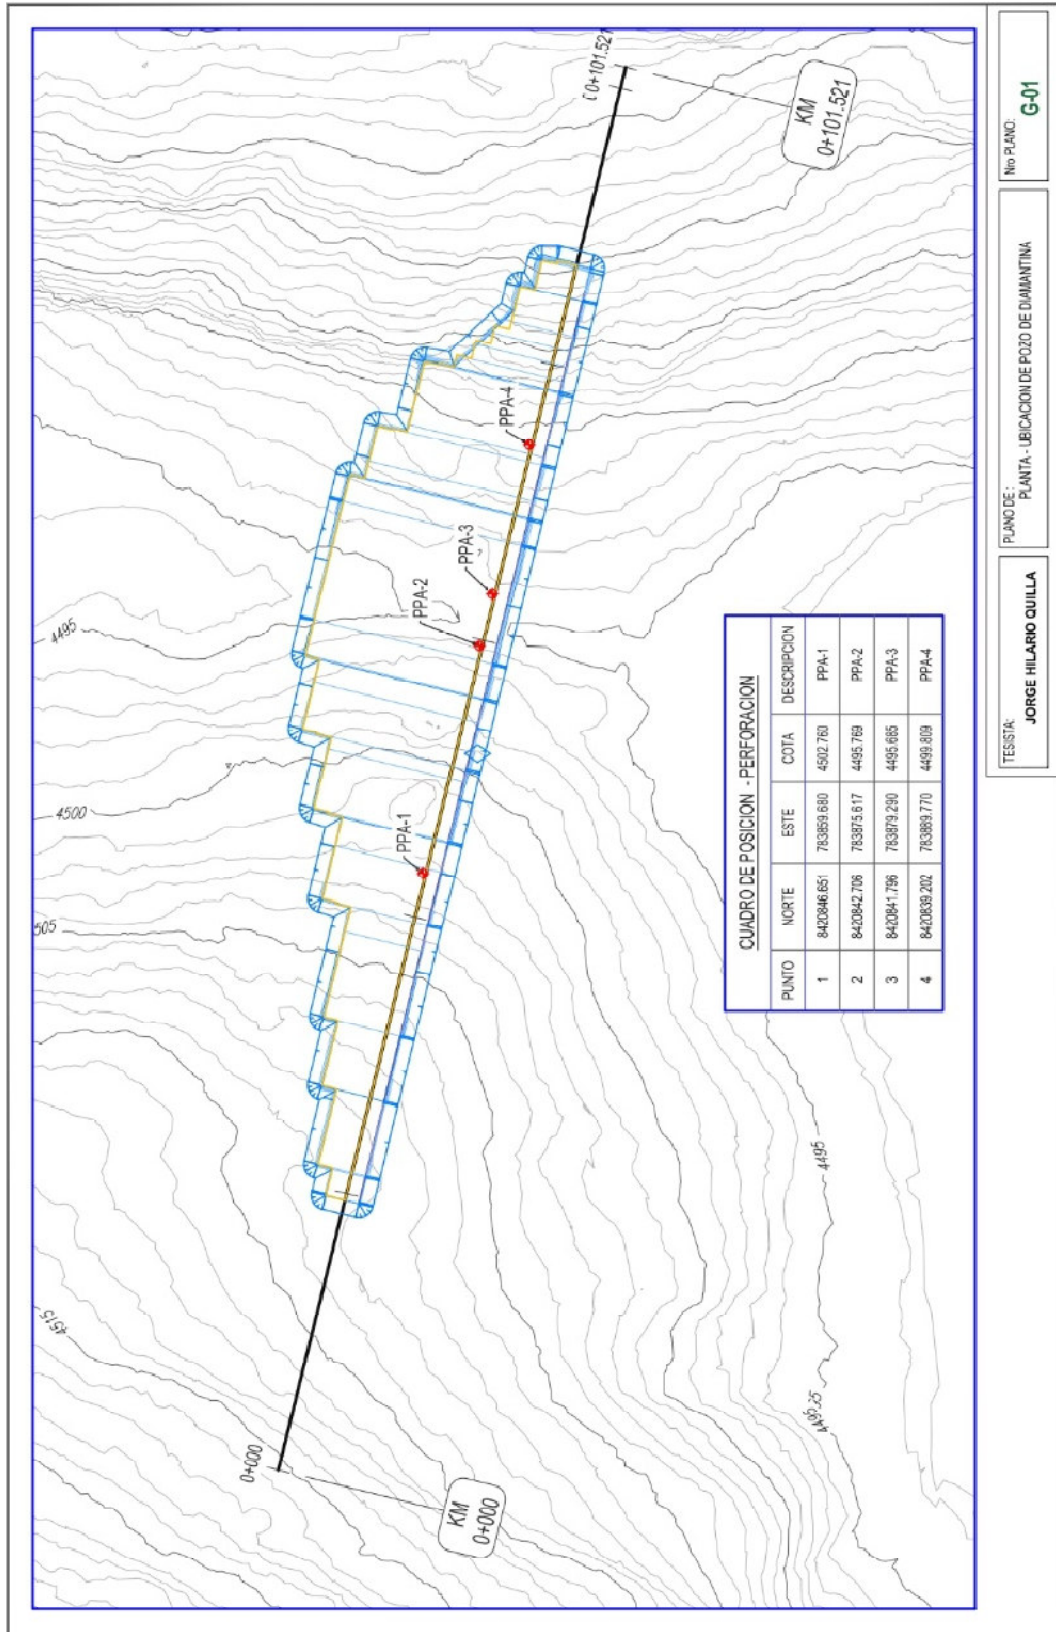 0+000
KM
0+000
4515
505
4500
4495
PPA-1
PPA-2
PPA-3
PPA-4
0+101.521
KM
0+101.521
4495
CUADRO DE POSICION - PERFORACION
PUNTO NORTE ESTE COTA DESCRIPCION
1 8420846.651 783859.680 4502.760 PPA-1
2 8420842.706 783875.617 4495.769 PPA-2
3 8420841.796 783879.290 4495.685 PPA-3
4 8420839.202 783889.770 4499.809 PPA-4
TESISTA:
JORGE HILARIO QUILLA
PLANO DE :
PLANTA.- UBICACION DE POZO DE DIAMANTINA
Nro PLANO:
G-01